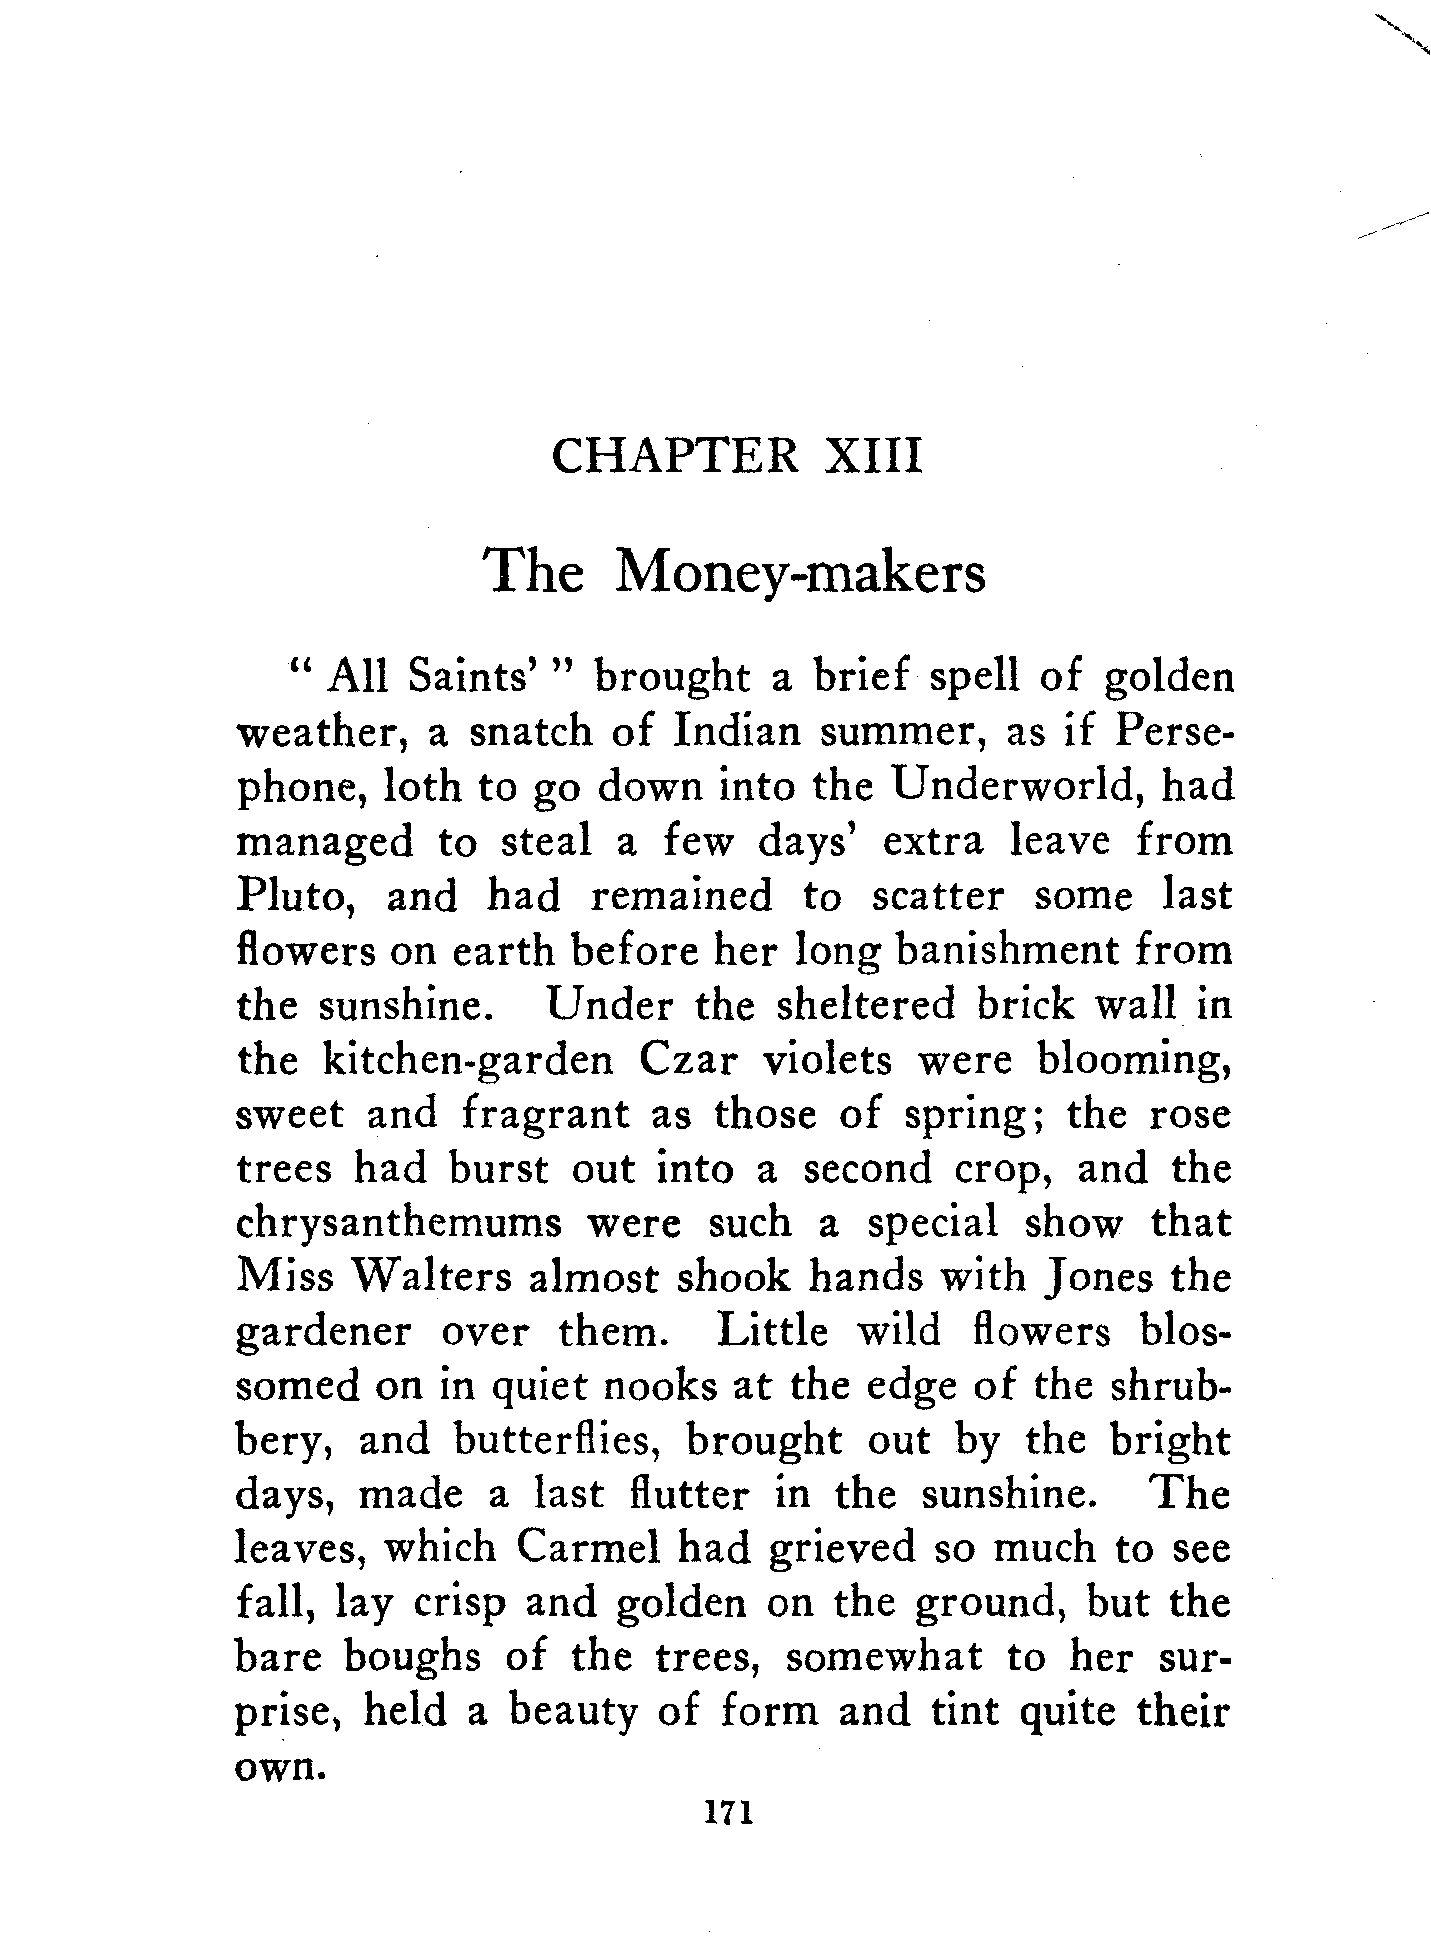 CHAPTER XIII
The Money-makers
“ All Saints’ ” brought a brief spell of golden
weather, a snatch of Indian summer, as if Perse-
phone, loth to go down into the Underworld, had
managed to steal a few days’ extra leave from
Pluto, and had remained to scatter some last
flowers on earth before her long banishment from
the sunshine. Under the sheltered brick wall in
the kitchen-garden Czar violets were blooming,
sweet and fragrant as those of spring; the rose
trees had burst out into a second crop, and the
chrysanthemums were such a special show that
Miss Walters almost shook hands with Jones the
gardener over them. Little wild flowers blos-
somed on in quiet nooks at the edge of the shrub-
bery, and butterflies, brought out by the bright
days, made a last flutter in the sunshine. The
leaves, which Carmel had grieved so much to see
fall, lay crisp and golden on the ground, but the
bare boughs of the trees, somewhat to her sur-
prise, held a beauty of form and tint quite their
own.
171